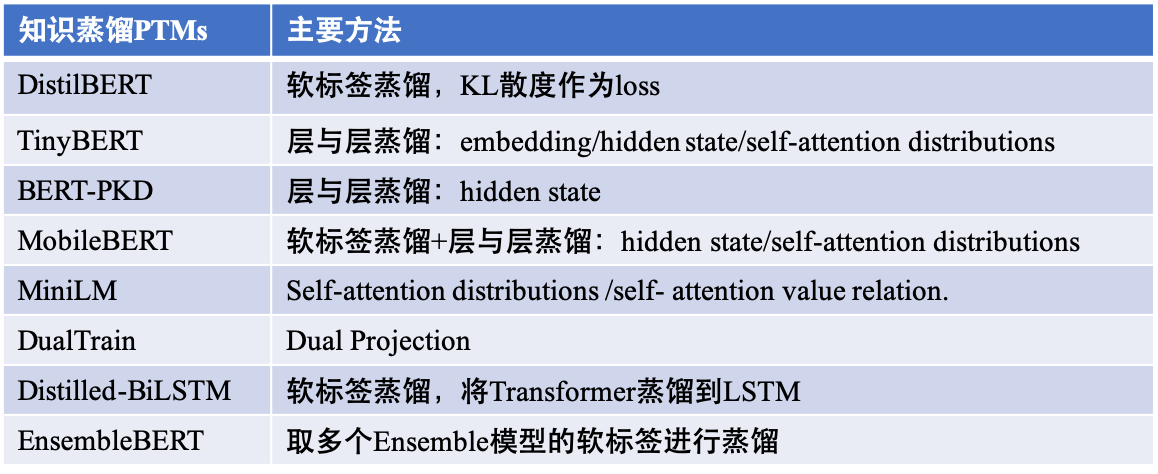 知识蒸馏PTMs 主要方法
DistilBERT 软标签蒸馏，KL散度作为loss
TinyBERT 层与层蒸馏：embedding/hidden state/self-attention distributions
BERT-PKD 层与层蒸馏：hidden state
MobileBERT 软标签蒸馏+层与层蒸馏：hidden state/self-attention distributions
MiniLM Self-attention distributions /self- attention value relation.
DualTrain Dual Projection
Distilled-BiLSTM 软标签蒸馏，将Transformer蒸馏到LSTM
EnsembleBERT 取多个Ensemble模型的软标签进行蒸馏